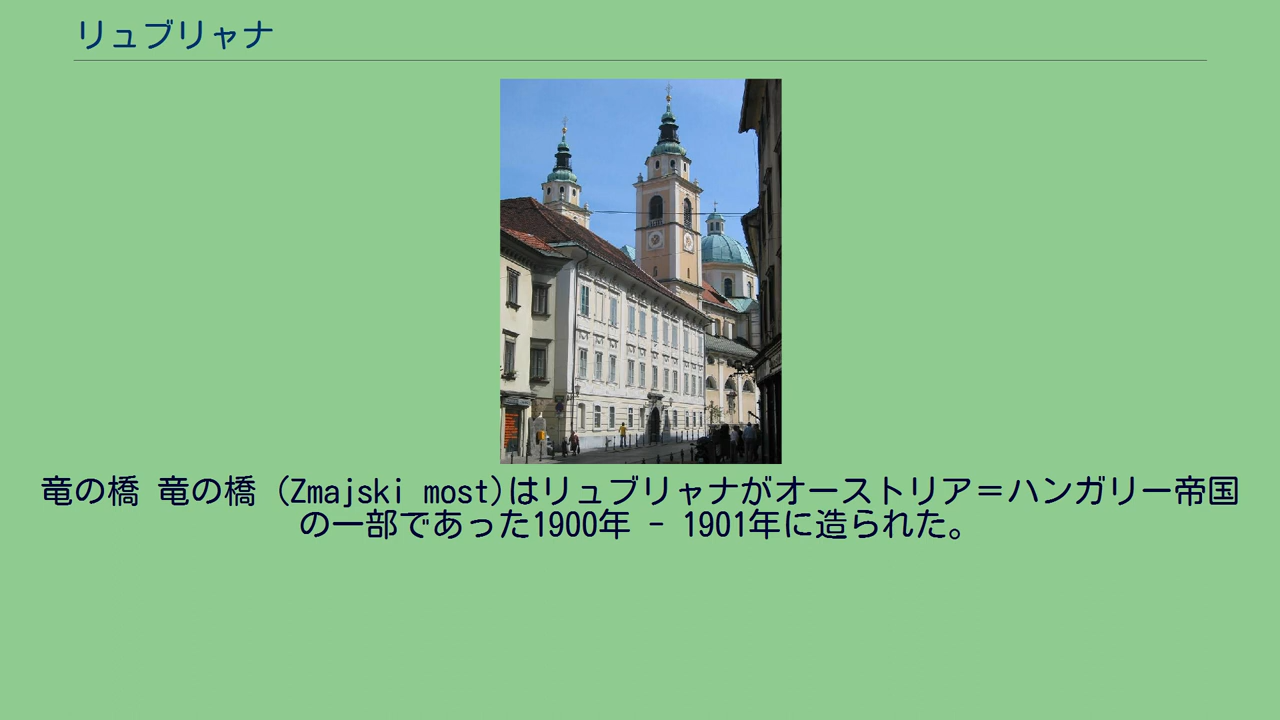 リュブリャナ
竜の橋 竜の橋 (Zmajski most)はリュブリャナがオーストリア＝ハンガリー帝国
の一部であった1900年 - 1901年に造られた。